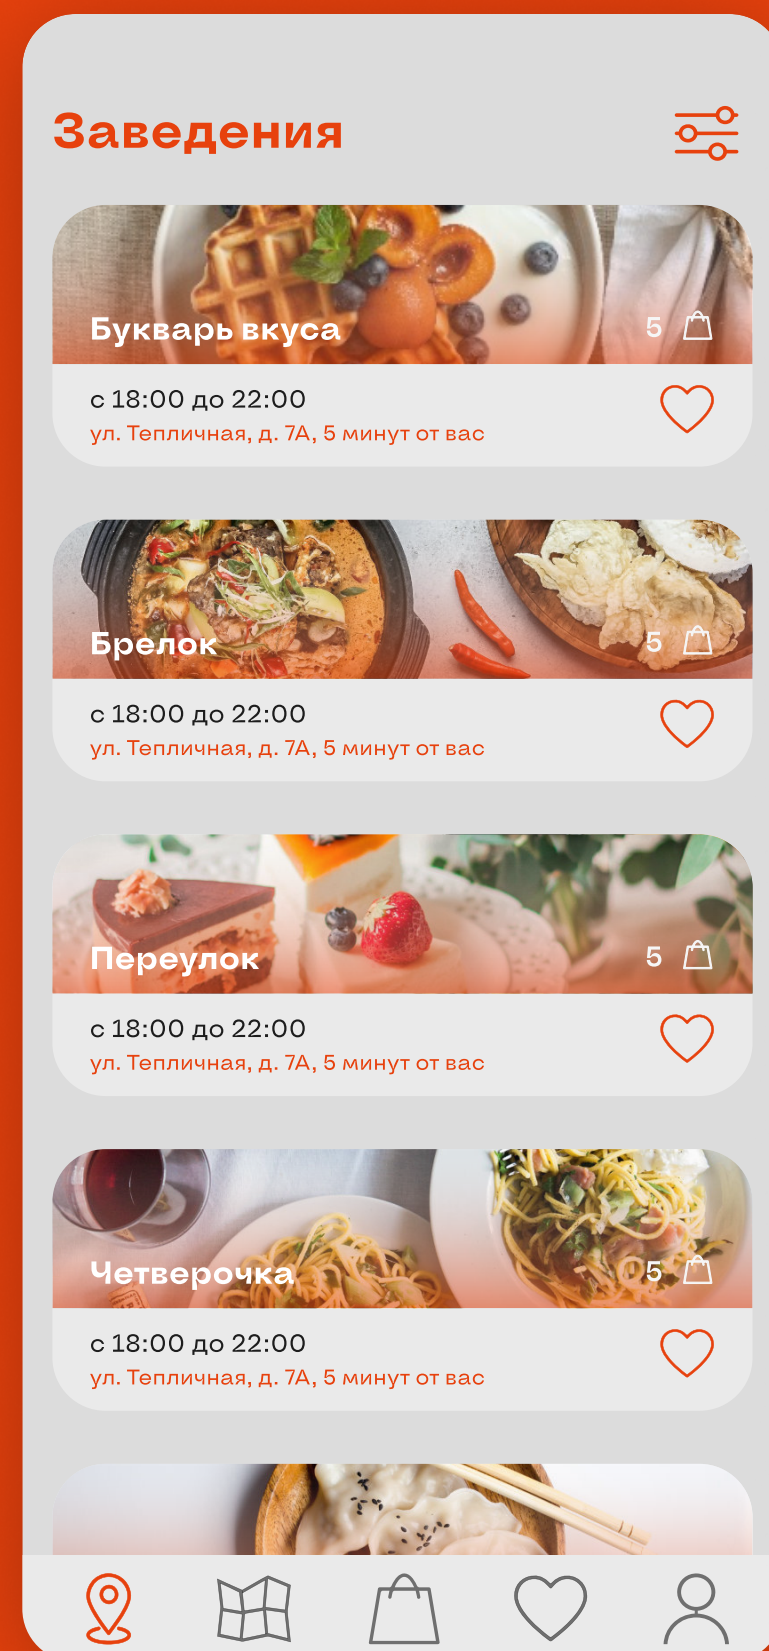 Заведения
Букварь вкуса 5
с 18:00 до 22:00
ул. Тепличная, д. 7А, 5 минут от вас
Брелок 5
с 18:00 до 22:00
ул. Тепличная, д. 7А, 5 минут от вас
Переулок 5
с 18:00 до 22:00
ул. Тепличная, д. 7А, 5 минут от вас
Четверочка 5
с 18:00 до 22:00
ул. Тепличная, д. 7А, 5 минут от вас